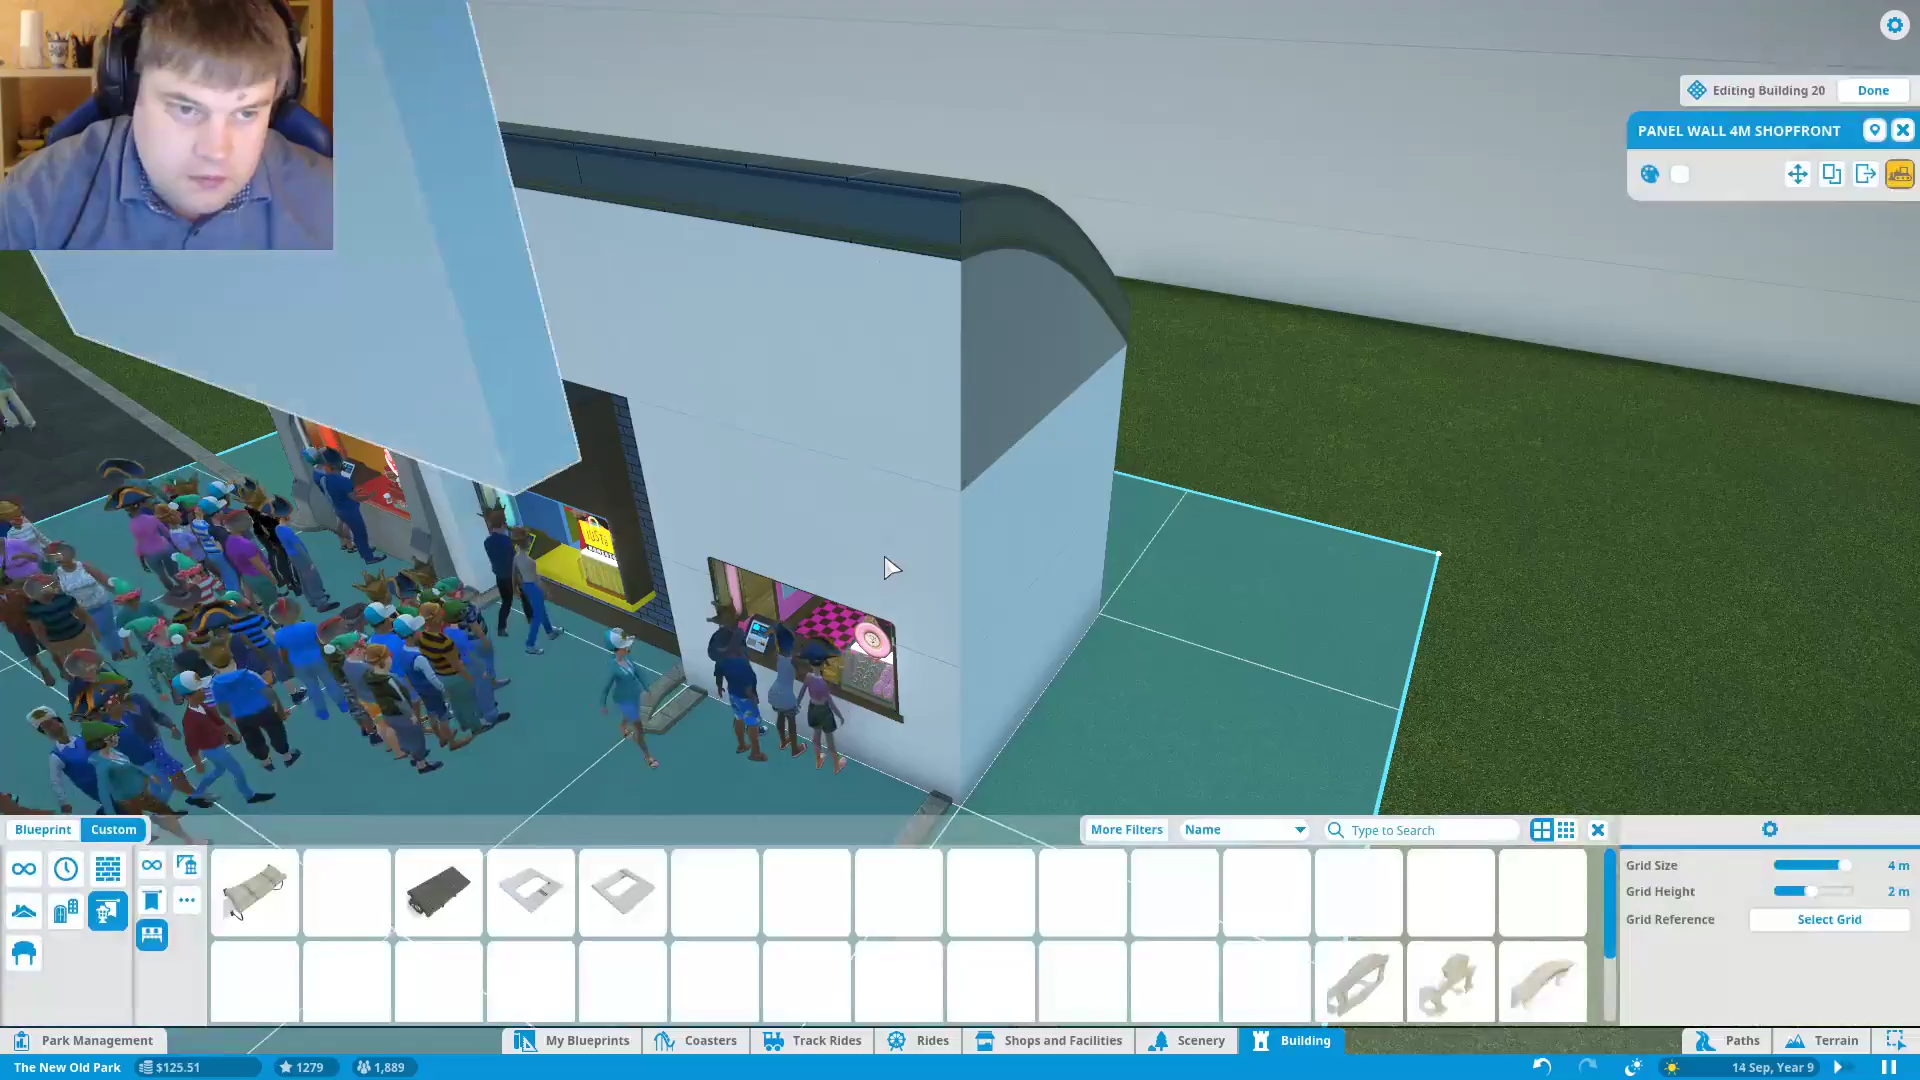 Editing Building 20
Done
PANEL WALL 4M SHOPFRONT
Blueprint
Custom
More Filters
Name
Type to Search
Grid Size
4 m
Grid Height
2 m
Grid Reference
Select Grid
Park Management
My Blueprints
Coasters
Track Rides
Rides
Shops and Facilities
Scenery
Building
Paths
Terrain
The New Old Park
$125.51
1279
1,889
14 Sep, Year 9